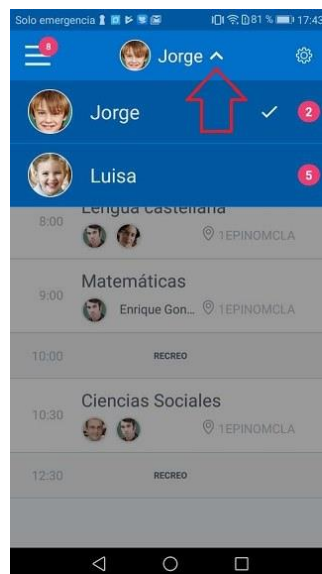 Solo emergencia 81 % 17:43
8
Jorge
Jorge 2
Luisa 5
Lengua castellana
8:00
1EPINOMCLA
Matemáticas
9:00
Enrique Gon... 1EPINOMCLA
10:00 RECREO
Ciencias Sociales
10:30
1EPINOMCLA
12:30 RECREO